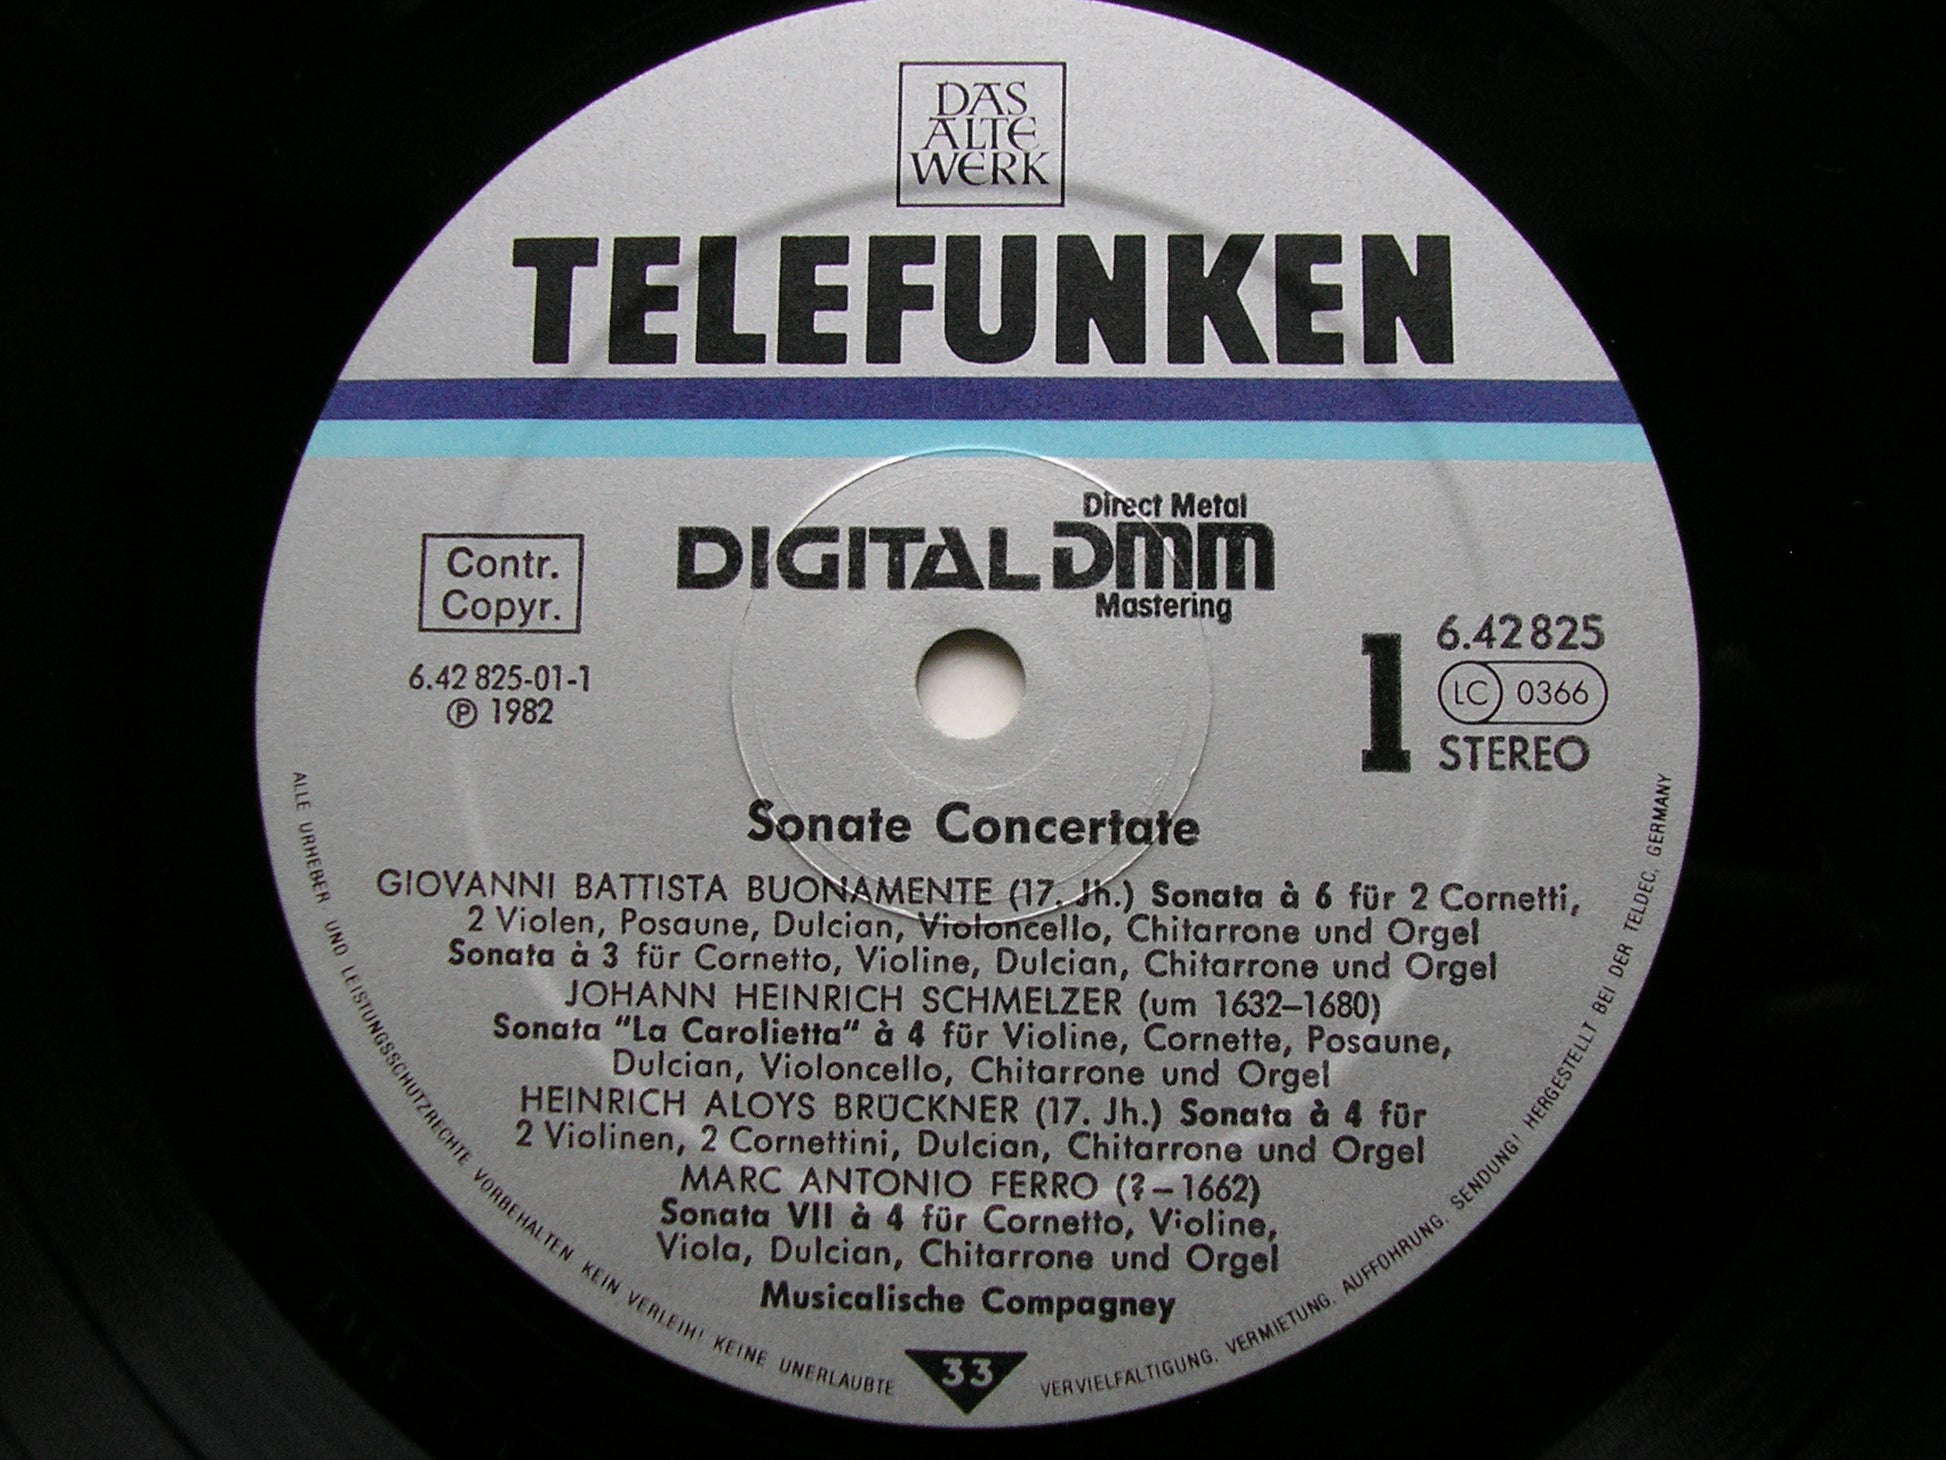 DAS
ALTE
WERK
TELEFUNKEN
Direct Metal
DIGITAL DMM
Mastering
Contr.
Copyr.
6.42 825-01-1
℗ 1982
1
6.42825
LC 0366
STEREO
Sonate Concertate
GIOVANNI BATTISTA BUONAMENTE (17. Jh.) Sonata à 6 für 2 Cornetti,
2 Violen, Posaune, Dulcian, Violoncello, Chitarrone und Orgel
Sonata à 3 für Cornetto, Violine, Dulcian, Chitarrone und Orgel
JOHANN HEINRICH SCHMELZER (um 1632–1680)
Sonata "La Carolietta" à 4 für Violine, Cornette, Posaune,
Dulcian, Violoncello, Chitarrone und Orgel
HEINRICH ALOYS BRÜCKNER (17. Jh.) Sonata à 4 für
2 Violinen, 2 Cornettini, Dulcian, Chitarrone und Orgel
MARC ANTONIO FERRO (?–1662)
Sonata VII à 4 für Cornetto, Violine,
Viola, Dulcian, Chitarrone und Orgel
Musicalische Compagney
33
ALLE URHEBER UND LEISTUNGSSCHUTZRECHTE VORBEHALTEN KEIN VERLEIH! KEINE UNERLAUBTE VERVIELFÄLTIGUNG, VERMIETUNG, AUFFÜHRUNG, SENDUNG! HERGESTELLT BEI DER TELDEC, GERMANY